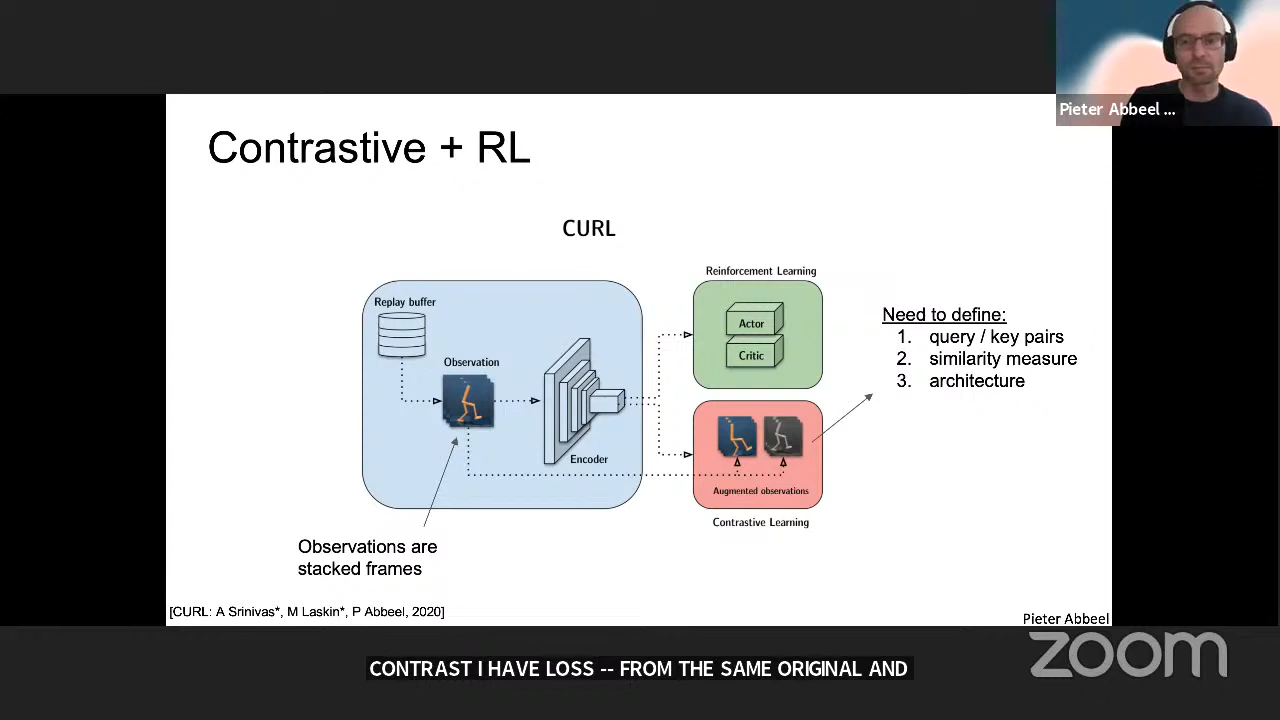 Pieter Abbeel ...
Contrastive + RL
CURL
Replay buffer
Observation
Encoder
Reinforcement Learning
Actor
Critic
Augmented observations
Contrastive Learning
Need to define:
1. query / key pairs
2. similarity measure
3. architecture
Observations are
stacked frames
[CURL: A Srinivas*, M Laskin*, P Abbeel, 2020]
Pieter Abbeel
zoom
CONTRAST I HAVE LOSS -- FROM THE SAME ORIGINAL AND